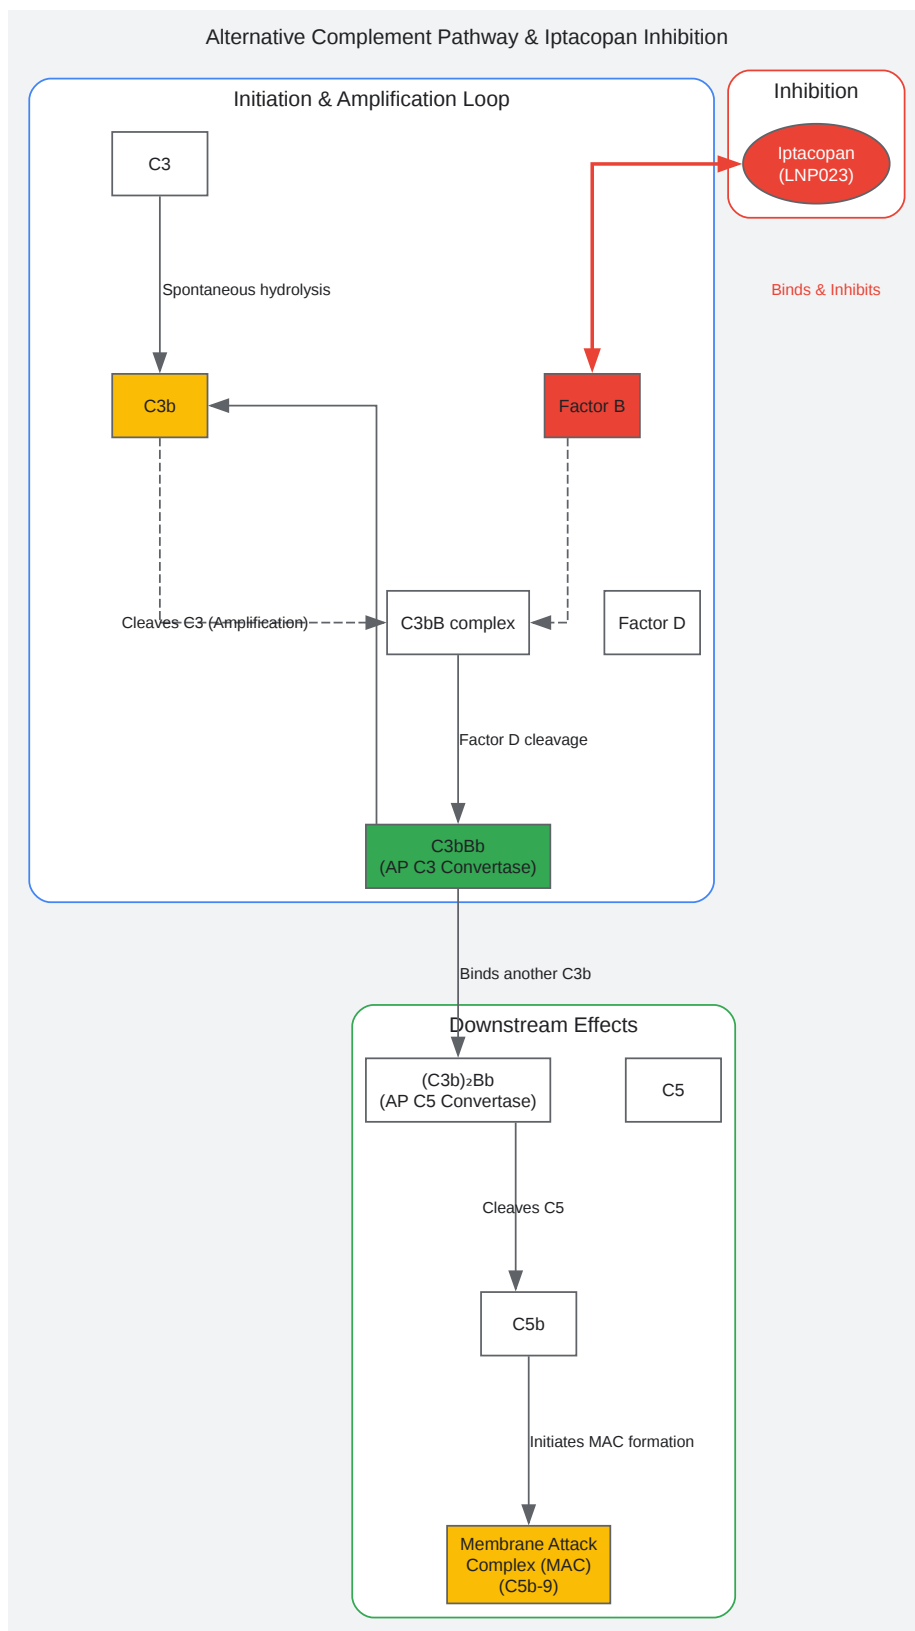 Alternative Complement Pathway & Iptacopan Inhibition
Initiation & Amplification Loop
Inhibition
C3
Iptacopan
(LNP023)
Spontaneous hydrolysis
Binds & Inhibits
C3b
Factor B
Cleaves C3 (Amplification)
C3bB complex
Factor D
Factor D cleavage
C3bBb
(AP C3 Convertase)
Binds another C3b
Downstream Effects
(C3b)₂Bb
(AP C5 Convertase)
C5
Cleaves C5
C5b
Initiates MAC formation
Membrane Attack
Complex (MAC)
(C5b-9)